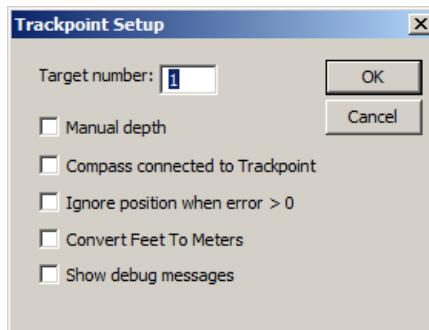 Trackpoint Setup
Target number: 1
OK
Cancel
Manual depth
Compass connected to Trackpoint
Ignore position when error > 0
Convert Feet To Meters
Show debug messages